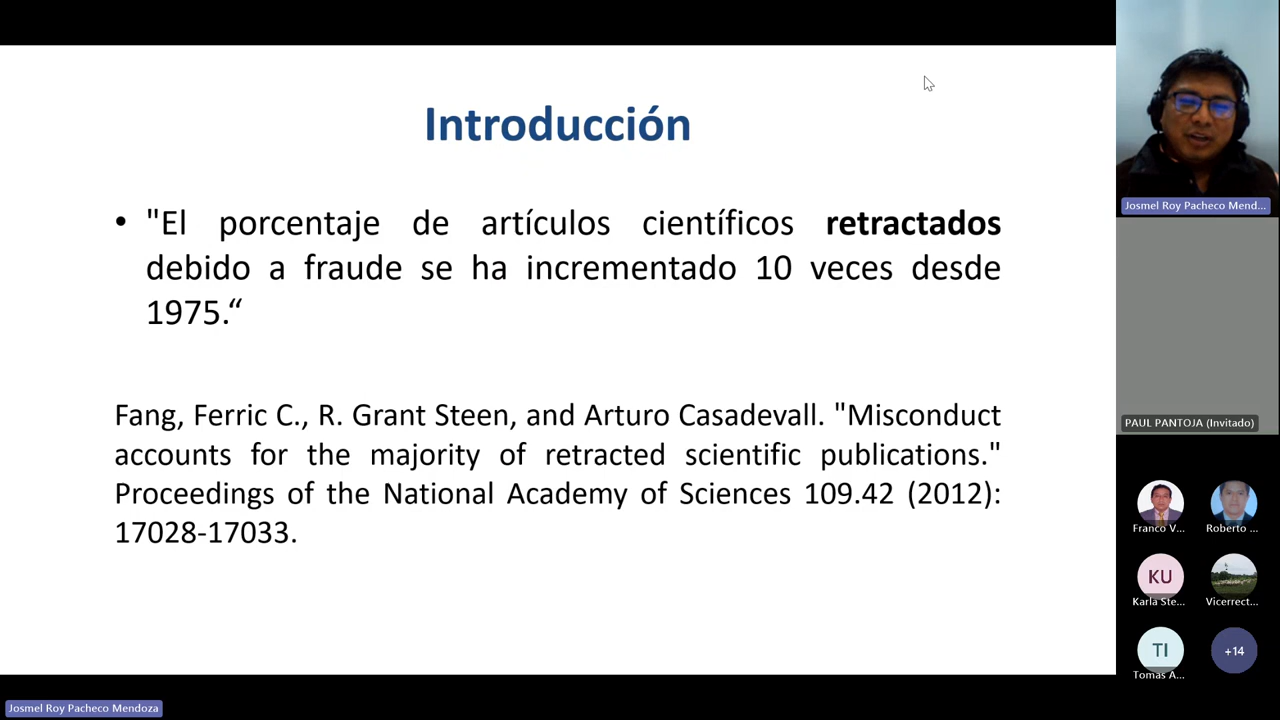 Introducción
• "El porcentaje de artículos científicos retractados
debido a fraude se ha incrementado 10 veces desde
1975.“
Fang, Ferric C., R. Grant Steen, and Arturo Casadevall. "Misconduct
accounts for the majority of retracted scientific publications."
Proceedings of the National Academy of Sciences 109.42 (2012):
17028-17033.
Josmel Roy Pacheco Mend...
PAUL PANTOJA (Invitado)
Franco V...
Roberto ...
KU
Karla Ste...
Vicerrect...
TI
Tomas A...
+14
Josmel Roy Pacheco Mendoza